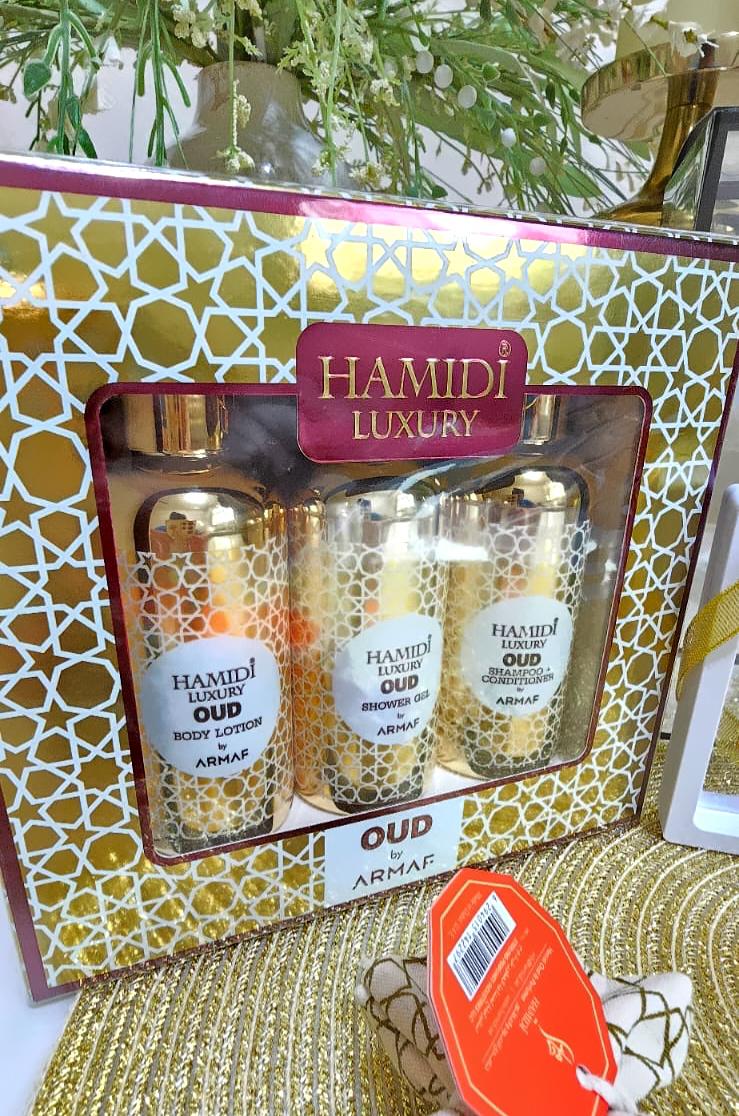 HAMIDI®
LUXURY
HAMIDI
LUXURY
OUD
BODY LOTION
by
ARMAF
HAMIDI
LUXURY
OUD
SHOWER GEL
by
ARMAF
HAMIDI
LUXURY
OUD
SHAMPOO +
CONDITIONER
by
ARMAF
OUD
by
ARMAF
HAMIDI